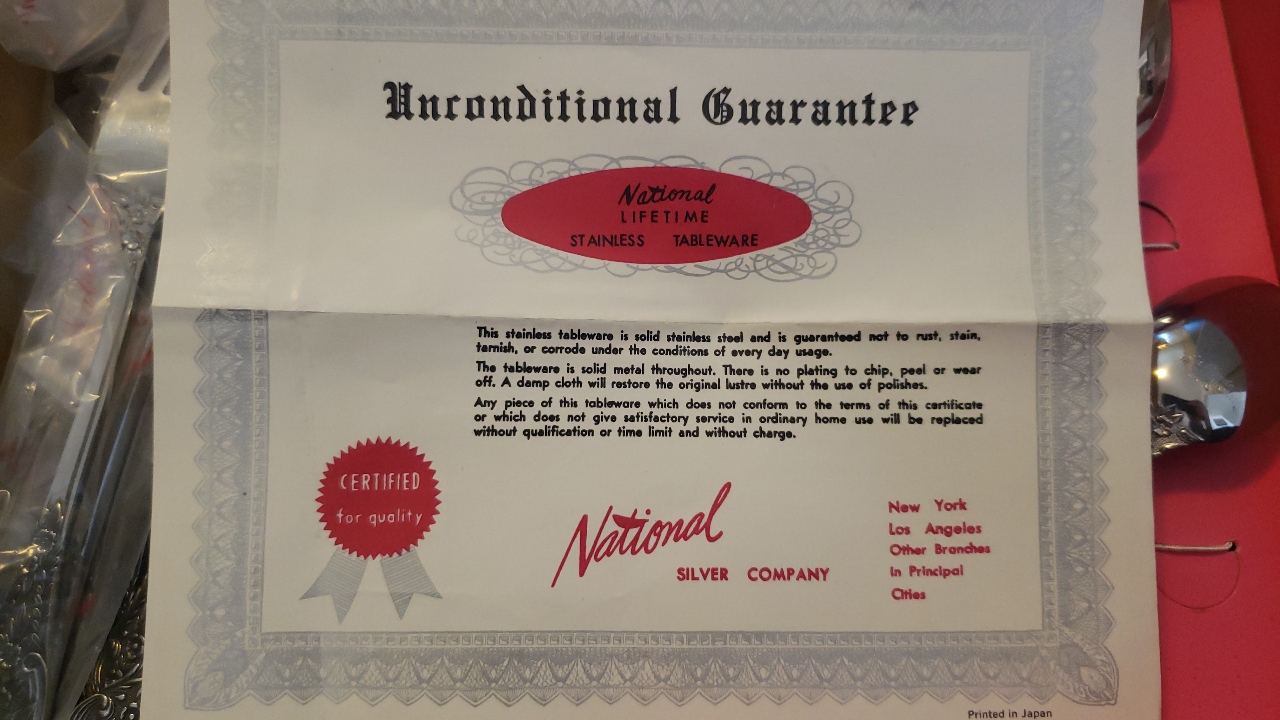 Unconditional Guarantee
National
LIFETIME
STAINLESS TABLEWARE
This stainless tableware is solid stainless steel and is guaranteed not to rust, stain,
tarnish, or corrode under the conditions of every day usage.
The tableware is solid metal throughout. There is no plating to chip, peel or wear
off. A damp cloth will restore the original lustre without the use of polishes.
Any piece of this tableware which does not conform to the terms of this certificate
or which does not give satisfactory service in ordinary home use will be replaced
without qualification or time limit and without charge.
CERTIFIED
for quality
National
SILVER COMPANY
New York
Los Angeles
Other Branches
In Principal
Cities
Printed in Japan